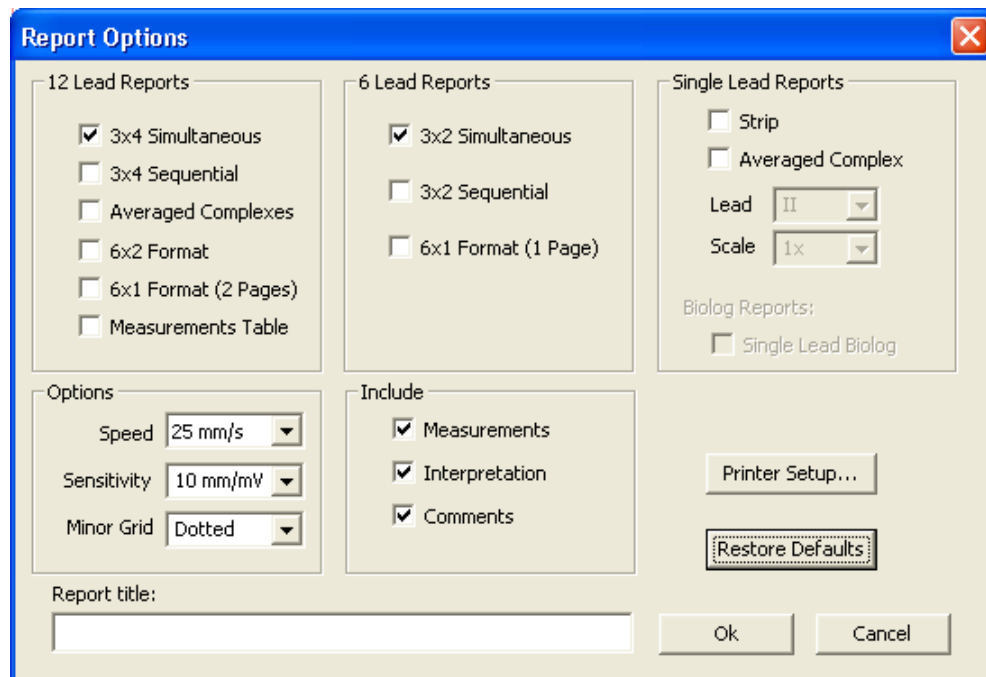 Report Options
12 Lead Reports
3x4 Simultaneous
3x4 Sequential
Averaged Complexes
6x2 Format
6x1 Format (2 Pages)
Measurements Table
6 Lead Reports
3x2 Simultaneous
3x2 Sequential
6x1 Format (1 Page)
Single Lead Reports
Strip
Averaged Complex
Lead II
Scale 1x
Biolog Reports:
Single Lead Biolog
Options
Speed 25 mm/s
Sensitivity 10 mm/mV
Minor Grid Dotted
Include
Measurements
Interpretation
Comments
Printer Setup...
Restore Defaults
Report title:
Ok
Cancel